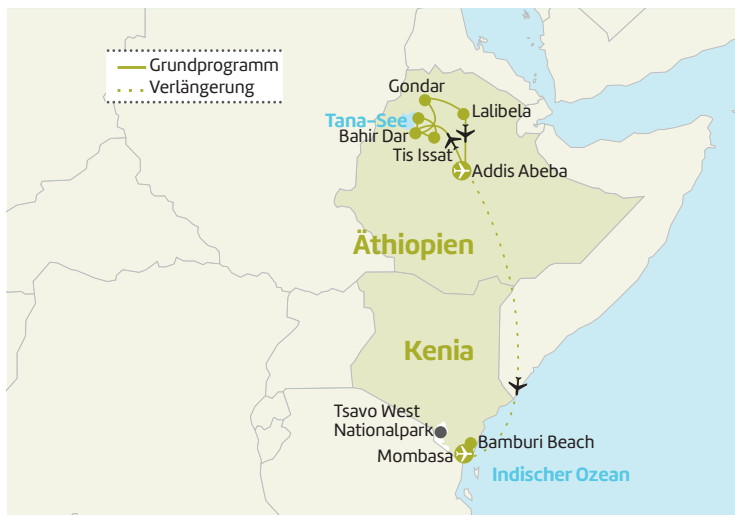 Grundprogramm
Verlängerung
Gondar
Lalibela
Tana-See
Bahir Dar
Tis Issat
Addis Abeba
Äthiopien
Kenia
Tsavo West
Nationalpark
Bamburi Beach
Mombasa
Indischer Ozean